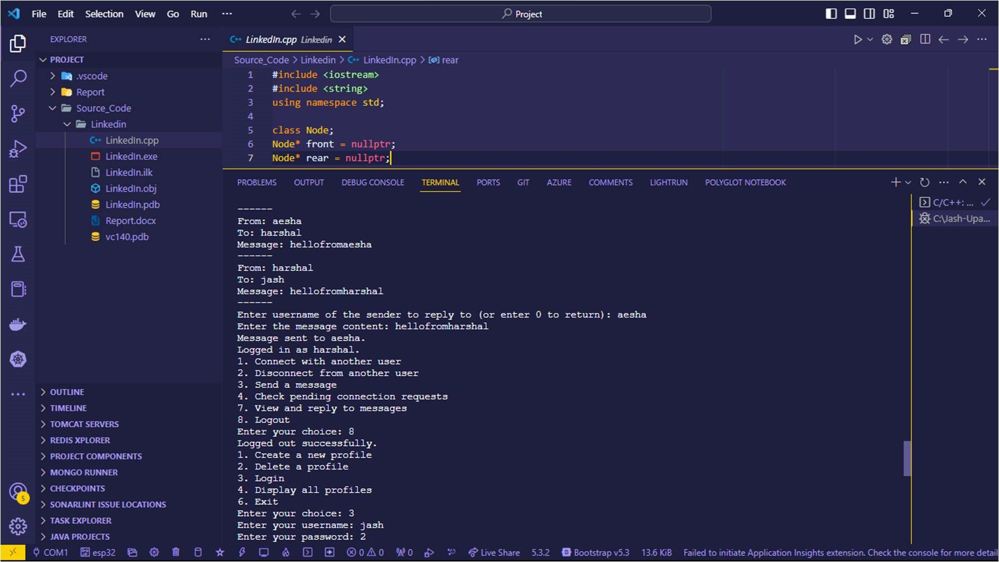 File Edit Selection View Go Run ··· Project
EXPLORER ···
PROJECT
.vscode
Report
Source_Code
Linkedin
LinkedIn.cpp
LinkedIn.exe
LinkedIn.ilk
LinkedIn.obj
LinkedIn.pdb
Report.docx
vc140.pdb
OUTLINE
TIMELINE
TOMCAT SERVERS
REDIS XPLORER
PROJECT COMPONENTS
MONGO RUNNER
CHECKPOINTS
SONARLINT ISSUE LOCATIONS
TASK EXPLORER
JAVA PROJECTS
5
LinkedIn.cpp Linkedin
Source_Code > Linkedin > LinkedIn.cpp > rear
1 #include <iostream>
2 #include <string>
3 using namespace std;
4
5 class Node;
6 Node* front = nullptr;
7 Node* rear = nullptr;
PROBLEMS OUTPUT DEBUG CONSOLE TERMINAL PORTS GIT AZURE COMMENTS LIGHTRUN POLYGLOT NOTEBOOK
C/C++: ...
C:\Jash-Upa...
------
From: aesha
To: harshal
Message: hellofromaesha
------
From: harshal
To: jash
Message: hellofromharshal
------
Enter username of the sender to reply to (or enter 0 to return): aesha
Enter the message content: hellofromharshal
Message sent to aesha.
Logged in as harshal.
1. Connect with another user
2. Disconnect from another user
3. Send a message
4. Check pending connection requests
7. View and reply to messages
8. Logout
Enter your choice: 8
Logged out successfully.
1. Create a new profile
2. Delete a profile
3. Login
4. Display all profiles
6. Exit
Enter your choice: 3
Enter your username: jash
Enter your password: 2
COM1 esp32 0 0 0 Live Share 5.3.2 Bootstrap v5.3 13.6 KiB Failed to initiate Application Insights extension. Check the console for more detail